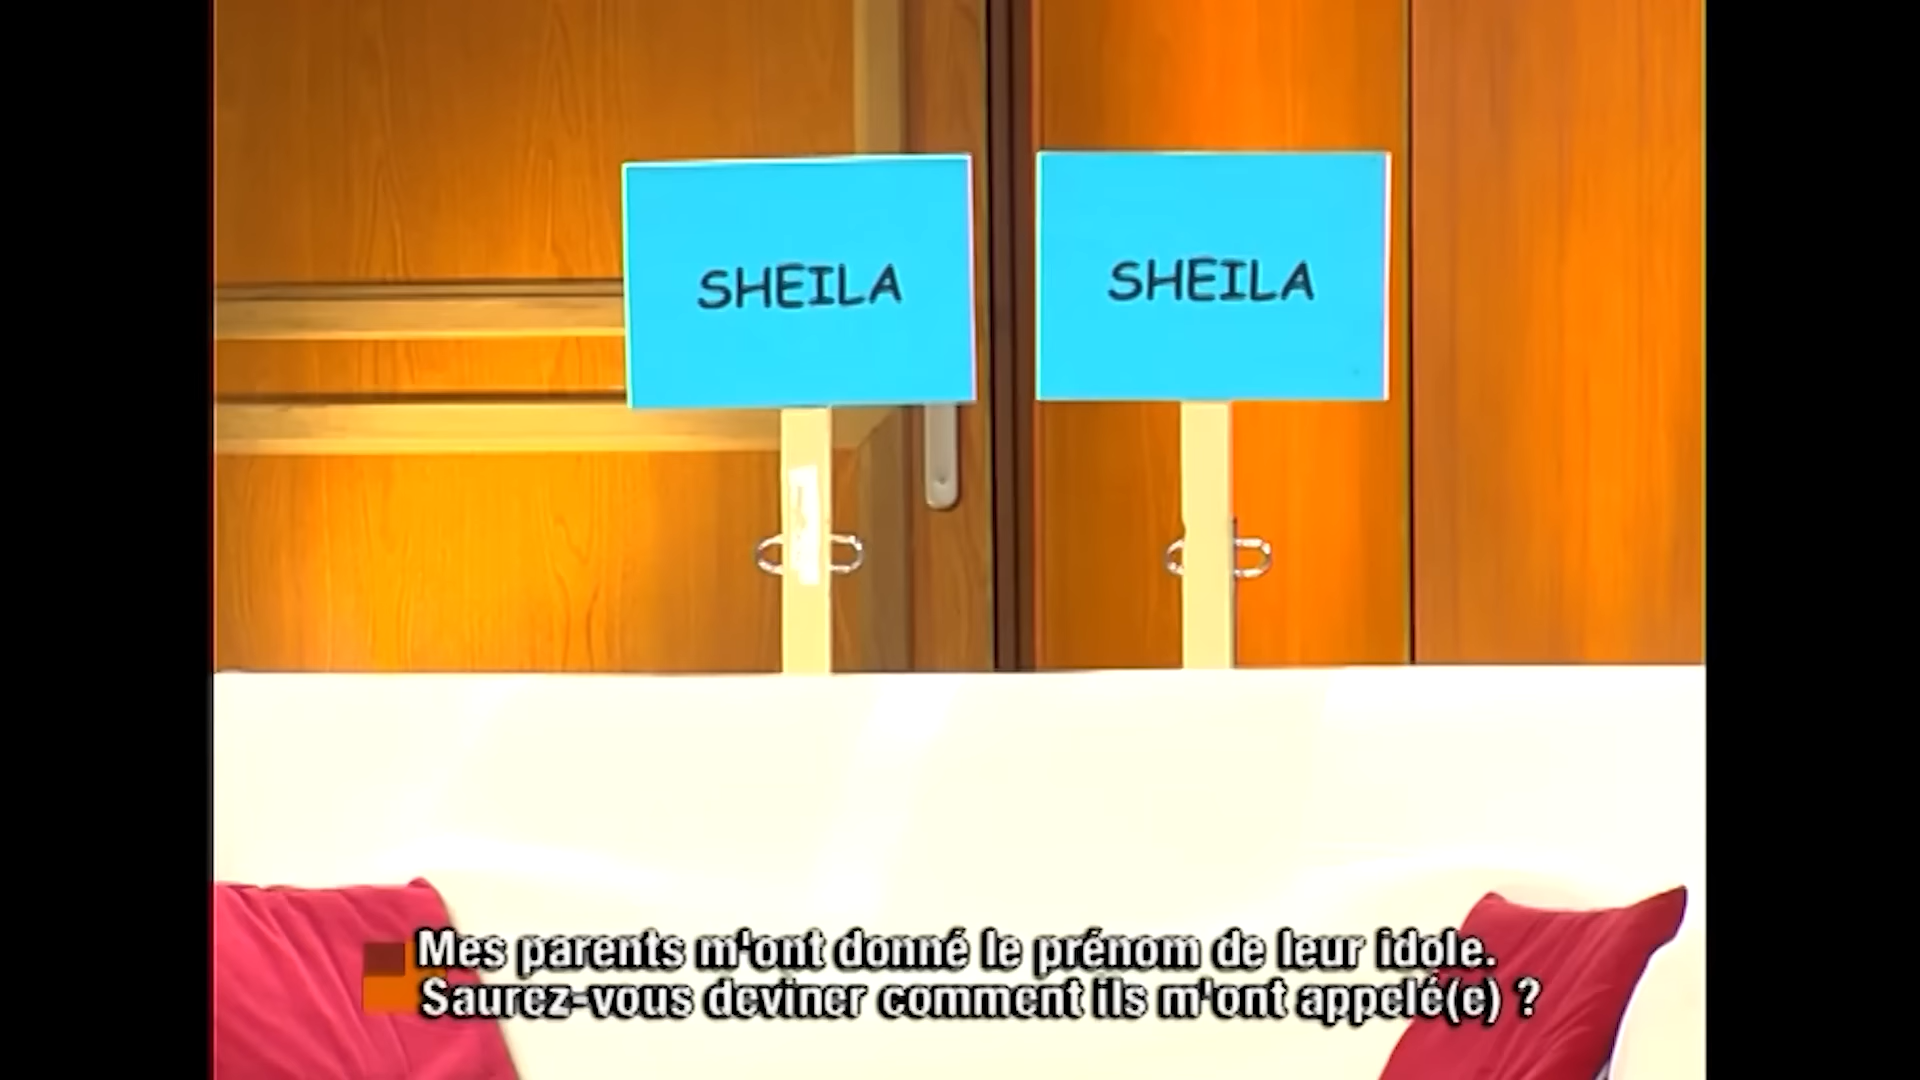 SHEILA
SHEILA
Mes parents m'ont donné le prénom de leur idole.
Saurez-vous deviner comment ils m'ont appelé(e) ?